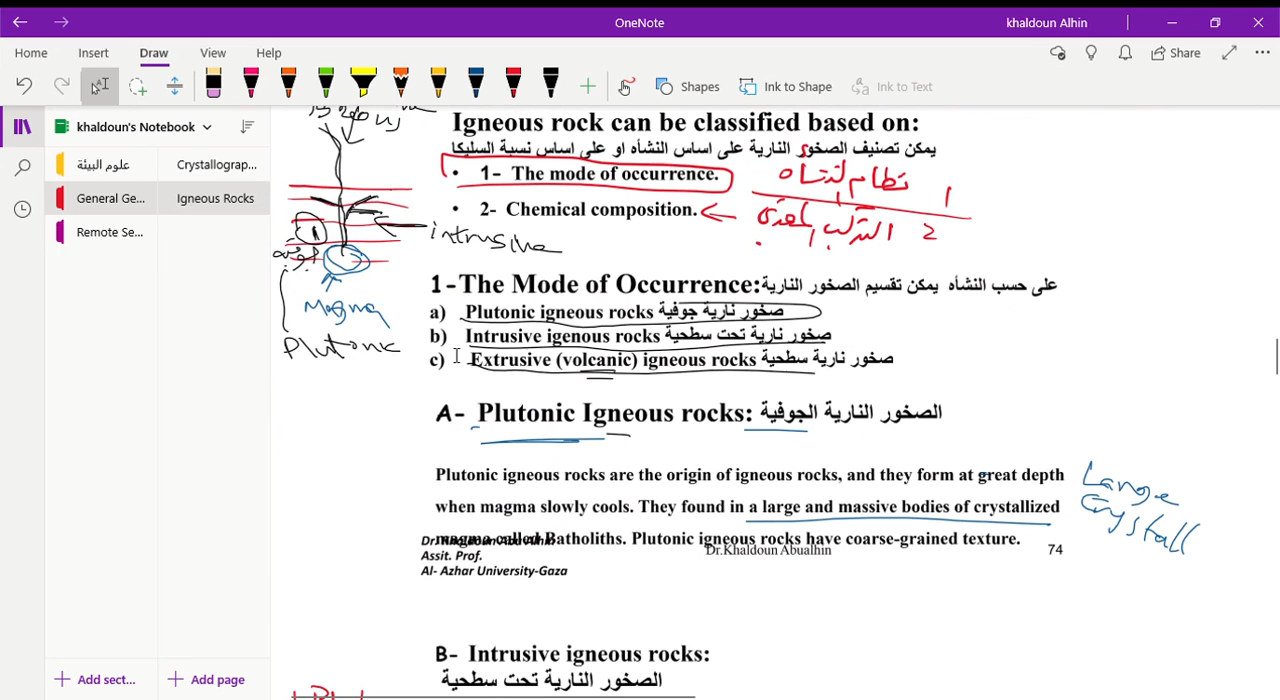 OneNote
khaldoun Alhin
Home Insert Draw View Help
Share
Shapes
Ink to Shape
Ink to Text
khaldoun's Notebook
علوم البيئة
General Ge...
Remote Se...
Crystallograp...
Igneous Rocks
Add sect...
Add page
Igneous rock can be classified based on:
يمكن تصنيف الصخور النارية على اساس النشأه او على اساس نسبة السليكا
• 1- The mode of occurrence.
1
• 2- Chemical composition.
2
intrusive
1
Magma
Plutonic
1-The Mode of Occurrence: على حسب النشأه يمكن تقسيم الصخور النارية
a) Plutonic igneous rocks صخور نارية جوفية
b) Intrusive igenous rocks صخور نارية تحت سطحية
c) Extrusive (volcanic) igneous rocks صخور نارية سطحية
A- Plutonic Igneous rocks: الصخور النارية الجوفية
Plutonic igneous rocks are the origin of igneous rocks, and they form at great depth
when magma slowly cools. They found in a large and massive bodies of crystallized
magma called Batholiths. Plutonic igneous rocks have coarse-grained texture.
Large
Crystall
Assit. Prof.
Al- Azhar University-Gaza
Dr.Khaldoun Abualhin
74
B- Intrusive igneous rocks:
الصخور النارية تحت سطحية